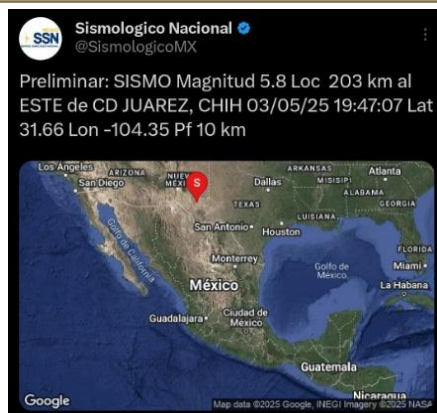 SSN
Sismologico Nacional
@SismologicoMX
Preliminar: SISMO Magnitud 5.8 Loc 203 km al
ESTE de CD JUAREZ, CHIH 03/05/25 19:47:07 Lat
31.66 Lon -104.35 Pf 10 km
Los Ángeles
ARIZONA
NUEV
MÉXI
S
ARKANSAS
Atlanta
San Diego
Dallas
MISISIPI
ALABAMA
TEXAS
GEORGIA
LUISIANA
San Antonio
Houston
Golfo de California
FLORIDA
Monterrey
Golfo de
México
Miami
México
La Habana
Guadalajara
Ciudad de
México
Guatemala
Nicaragua
Google
Map data ©2025 Google, INEGI Imagery ©2025 NASA